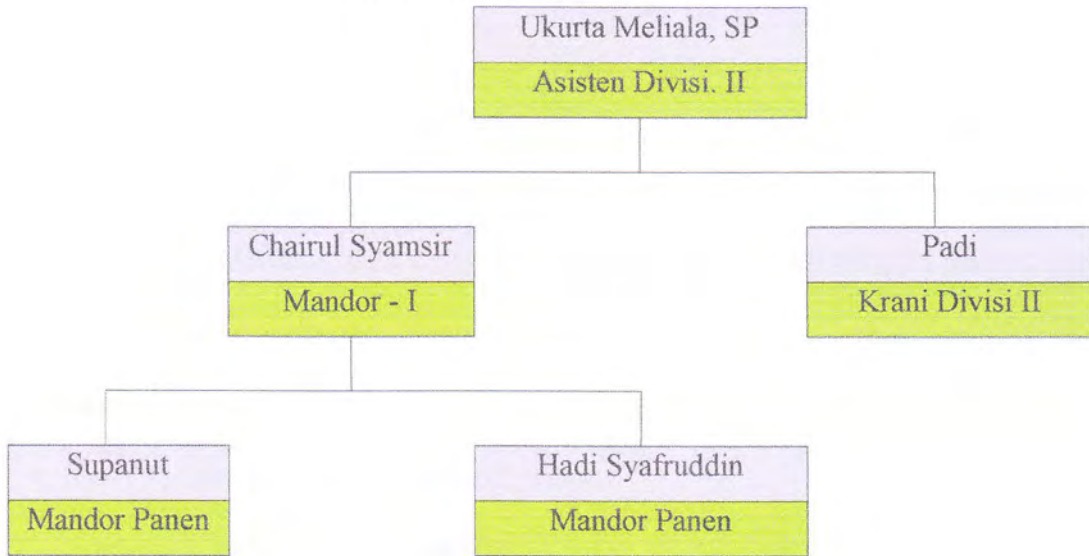 Ukurta Meliala, SP
Asisten Divisi. II
Chairul Syamsir
Mandor - I
Padi
Krani Divisi II
Supanut
Mandor Panen
Hadi Syafruddin
Mandor Panen